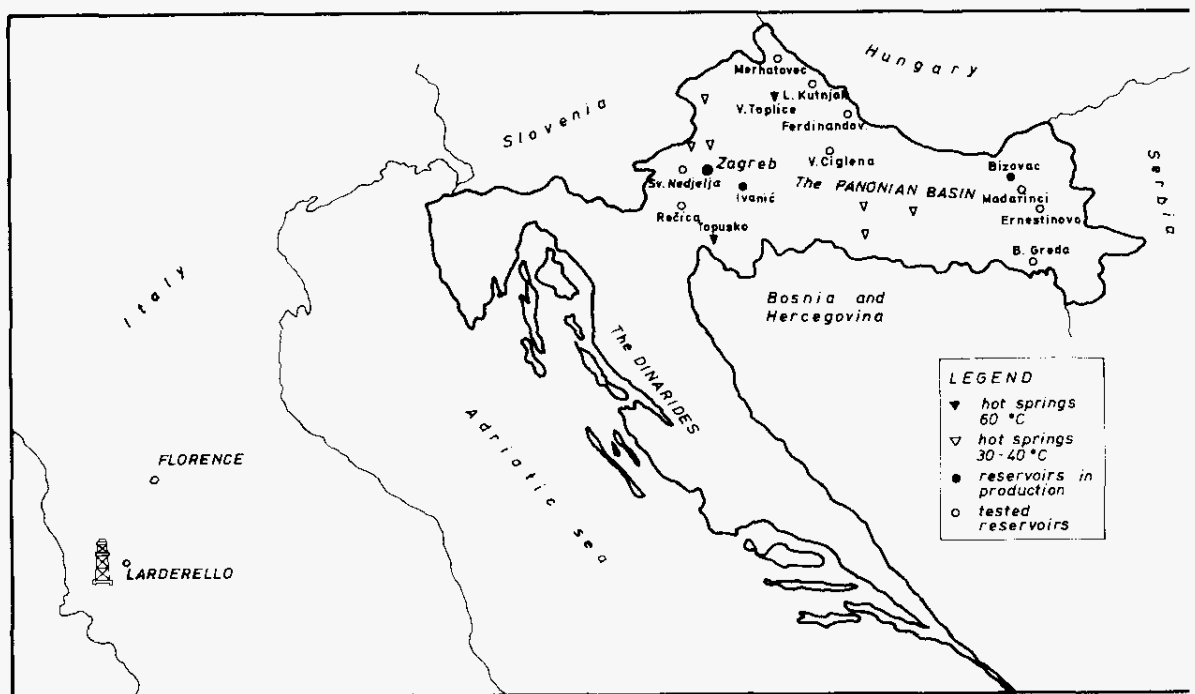 Hungary
Merhatovec
L. Kutnjak
V. Toplice
Ferdinandov.
Slovenia
Zagreb
V. Ciglena
Bizovac
Serbia
Sv. Nedjelja
Ivanić
The PANONIAN BASIN
Madarinci
Rečica
Ernestinovo
Topusko
B. Greda
Italy
Bosnia and
Hercegovina
The DINARIDES
Adriatic sea
FLORENCE
LARDERELLO
LEGEND
hot springs
60 °C
hot springs
30-40 °C
reservoirs in
production
tested
reservoirs